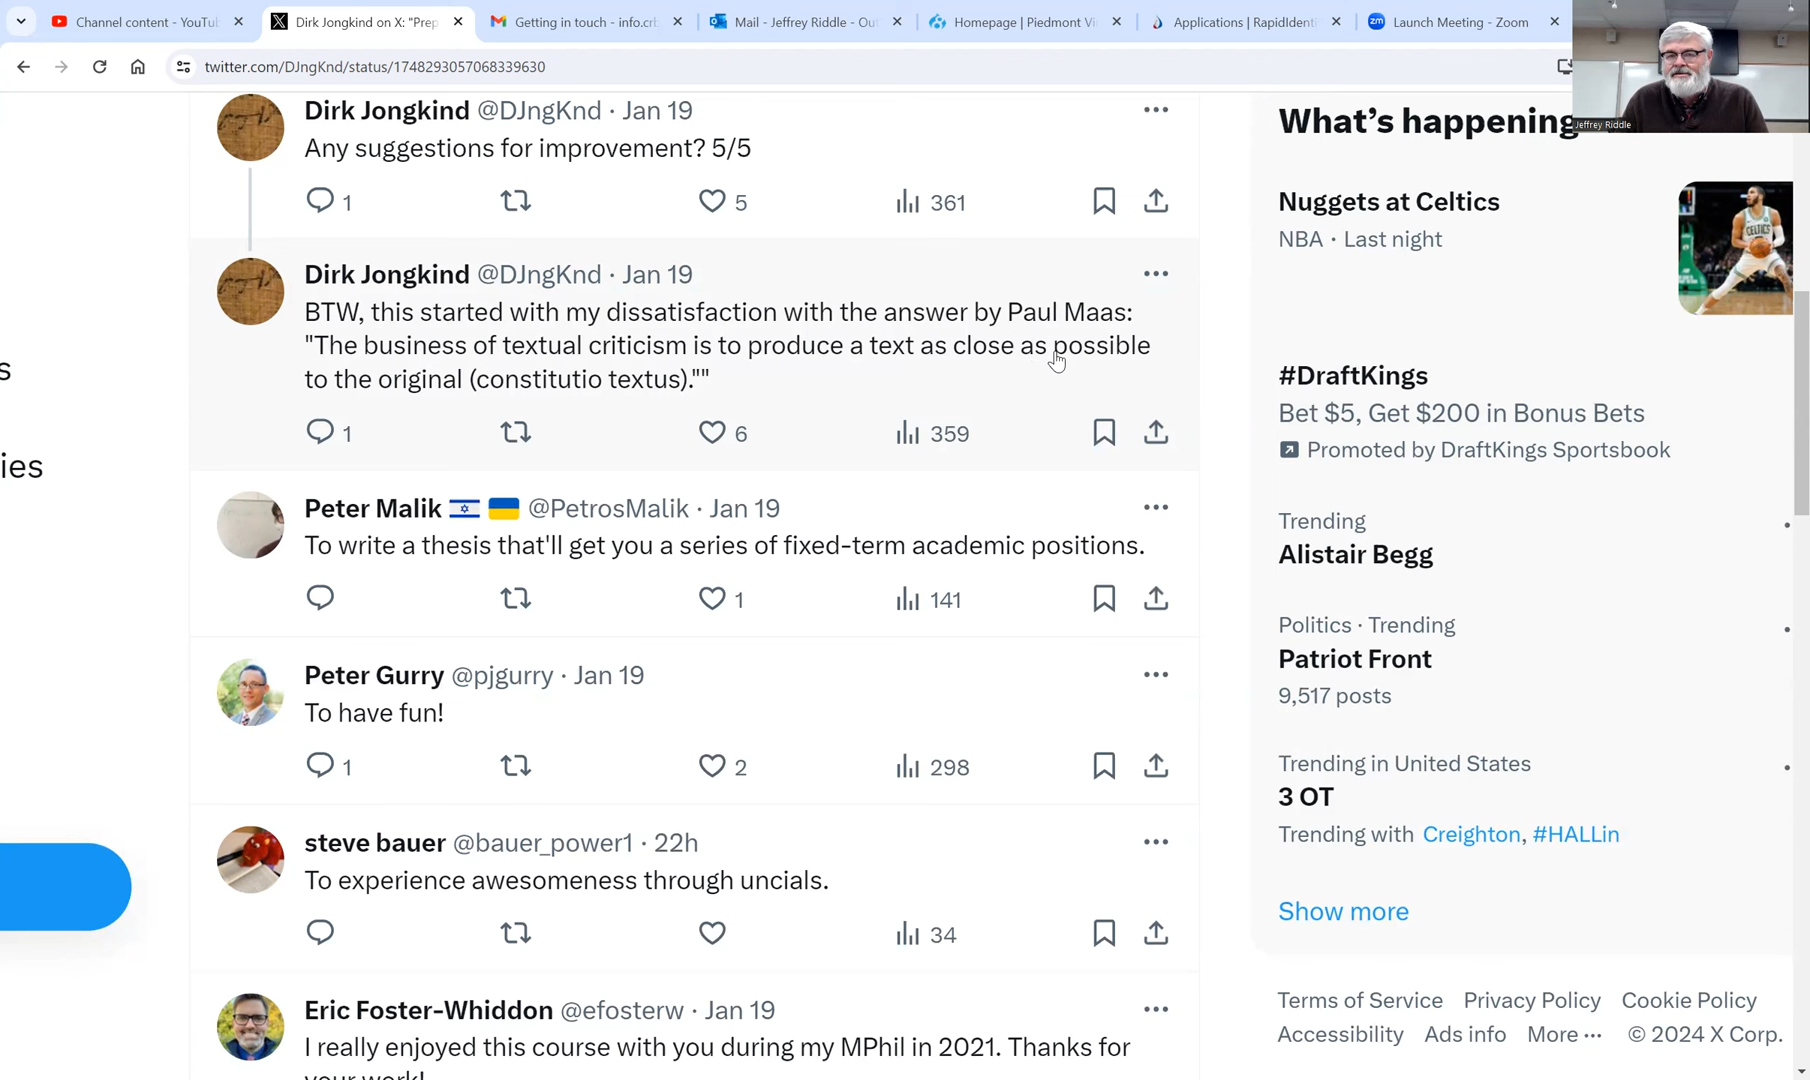 Channel content - YouTu
Dirk Jongkind on X: "Prep
Getting in touch - info.crb
Mail - Jeffrey Riddle - Ou
Homepage | Piedmont Vi
Applications | RapidIdenti
zm Launch Meeting - Zoom
twitter.com/DJngKnd/status/1748293057068339630
Jeffrey Riddle
s
ies
Dirk Jongkind @DJngKnd · Jan 19
Any suggestions for improvement? 5/5
1 5 361
Dirk Jongkind @DJngKnd · Jan 19
BTW, this started with my dissatisfaction with the answer by Paul Maas:
"The business of textual criticism is to produce a text as close as possible
to the original (constitutio textus).""
1 6 359
Peter Malik @PetrosMalik · Jan 19
To write a thesis that'll get you a series of fixed-term academic positions.
1 141
Peter Gurry @pjgurry · Jan 19
To have fun!
1 2 298
steve bauer @bauer_power1 · 22h
To experience awesomeness through uncials.
34
Eric Foster-Whiddon @efosterw · Jan 19
I really enjoyed this course with you during my MPhil in 2021. Thanks for
your work!
What's happening
Nuggets at Celtics
NBA · Last night
CELTICS
#DraftKings
Bet $5, Get $200 in Bonus Bets
Promoted by DraftKings Sportsbook
Trending
Alistair Begg
Politics · Trending
Patriot Front
9,517 posts
Trending in United States
3 OT
Trending with Creighton, #HALLin
Show more
Terms of Service Privacy Policy Cookie Policy
Accessibility Ads info More ··· © 2024 X Corp.